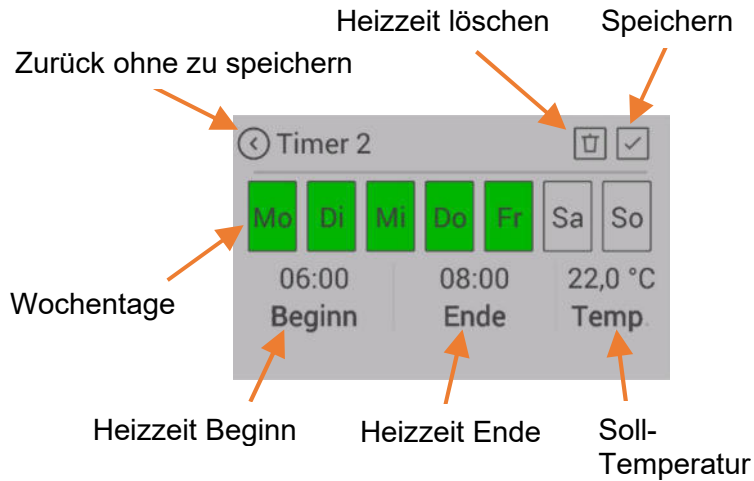 Heizzeit löschen
Speichern
Zurück ohne zu speichern
Timer 2
Mo Di Mi Do Fr Sa So
06:00 08:00 22,0 °C
Beginn Ende Temp.
Wochentage
Heizzeit Beginn
Heizzeit Ende
Soll-
Temperatur